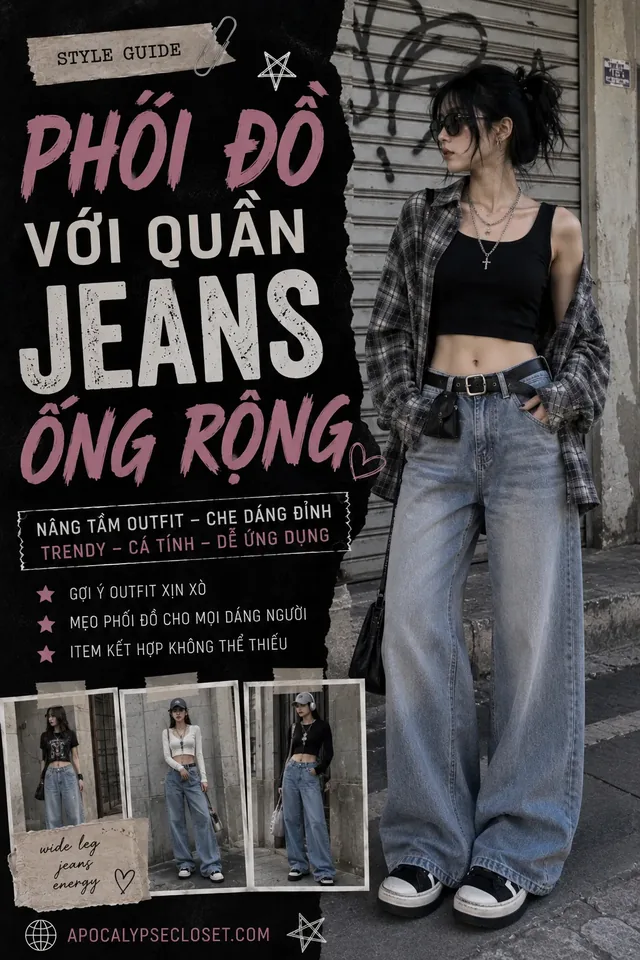 STYLE GUIDE
PHỐI ĐỒ
VỚI QUẦN
JEANS
ỐNG RỘNG
NÂNG TẦM OUTFIT – CHE DÁNG ĐỈNH
TRENDY – CÁ TÍNH – DỄ ỨNG DỤNG
GỢI Ý OUTFIT XỊN XÒ
MẸO PHỐI ĐỒ CHO MỌI DÁNG NGƯỜI
ITEM KẾT HỢP KHÔNG THỂ THIẾU
wide leg
jeans
energy
APOCALYPSECLOSET.COM